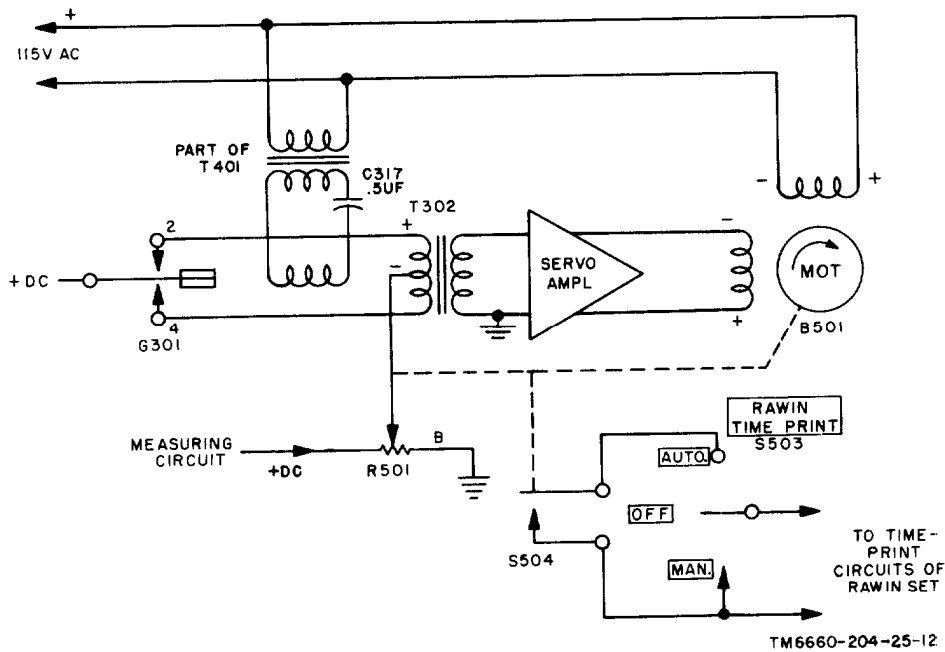 +
115V AC
PART OF
T401
C317
.5UF
T302
2
+
-
-
+
-
+DC
SERVO
AMPL
MOT
4
G301
+
B501
MEASURING
CIRCUIT
+DC
R501
B
RAWIN
TIME PRINT
S503
AUTO.
OFF
S504
MAN.
TO TIME-
PRINT
CIRCUITS OF
RAWIN SET
TM6660-204-25-12